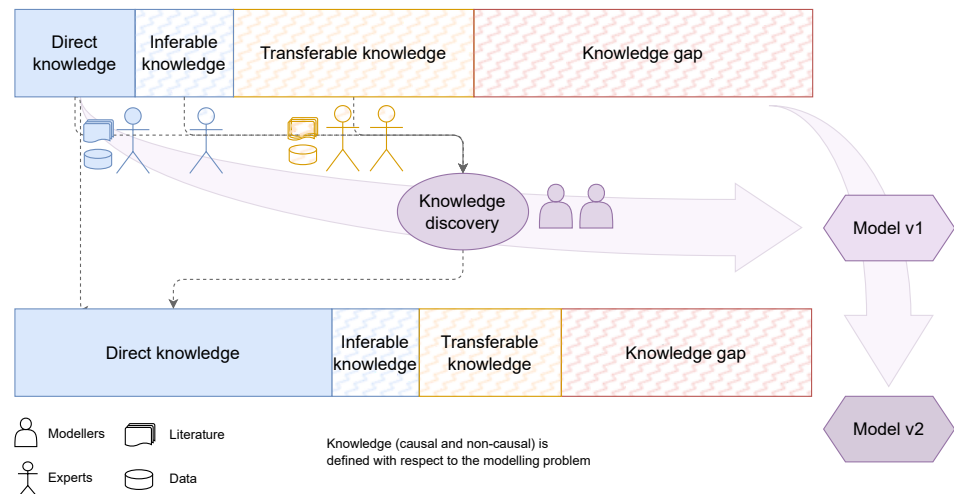 Direct
knowledge
Inferable
knowledge
Transferable knowledge
Knowledge gap
Knowledge
discovery
Model v1
Direct knowledge
Inferable
knowledge
Transferable
knowledge
Knowledge gap
Model v2
Modellers
Literature
Experts
Data
Knowledge (causal and non-causal) is
defined with respect to the modelling problem